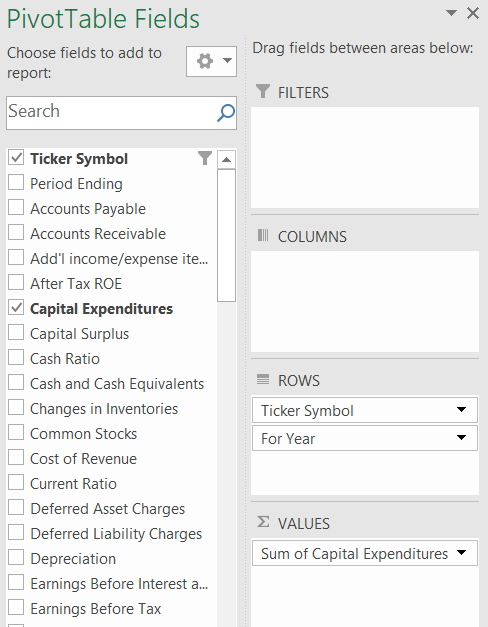 PivotTable Fields
Choose fields to add to
report:
Search
Ticker Symbol
Period Ending
Accounts Payable
Accounts Receivable
Add'l income/expense ite...
After Tax ROE
Capital Expenditures
Capital Surplus
Cash Ratio
Cash and Cash Equivalents
Changes in Inventories
Common Stocks
Cost of Revenue
Current Ratio
Deferred Asset Charges
Deferred Liability Charges
Depreciation
Earnings Before Interest a...
Earnings Before Tax
Drag fields between areas below:
FILTERS
COLUMNS
ROWS
Ticker Symbol
For Year
Σ VALUES
Sum of Capital Expenditures